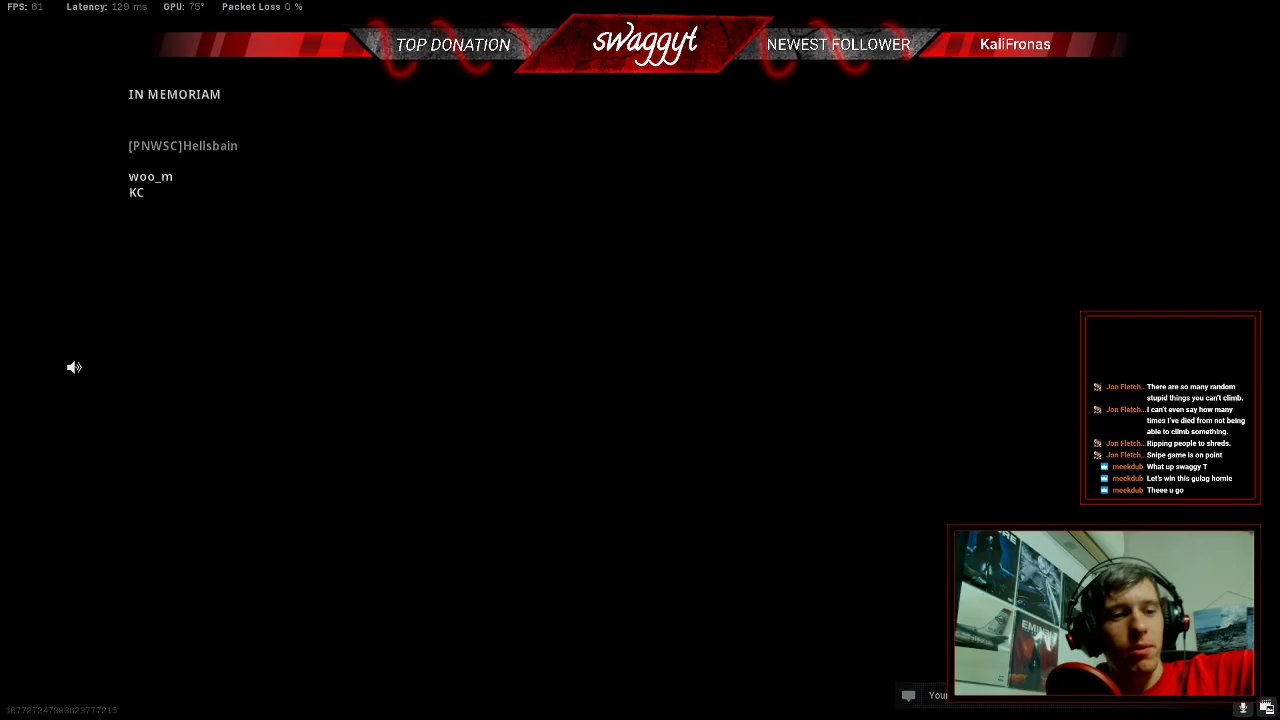 FPS: 61 Latency: 129 ms GPU: 75° Packet Loss 0 %
TOP DONATION
swaggyt
NEWEST FOLLOWER
KaliFronas
IN MEMORIAM
[PNWSC]Hellsbain
woo_m
KC
Jon Fletch... There are so many random
stupid things you can't climb.
Jon Fletch... I can't even say how many
times I've died from not being
able to climb something.
Jon Fletch... Ripping people to shreds.
Jon Fletch... Snipe game is on point
meekdub What up swaggy T
meekdub Let's win this gulag homie
meekdub Theee u go
EMINEM